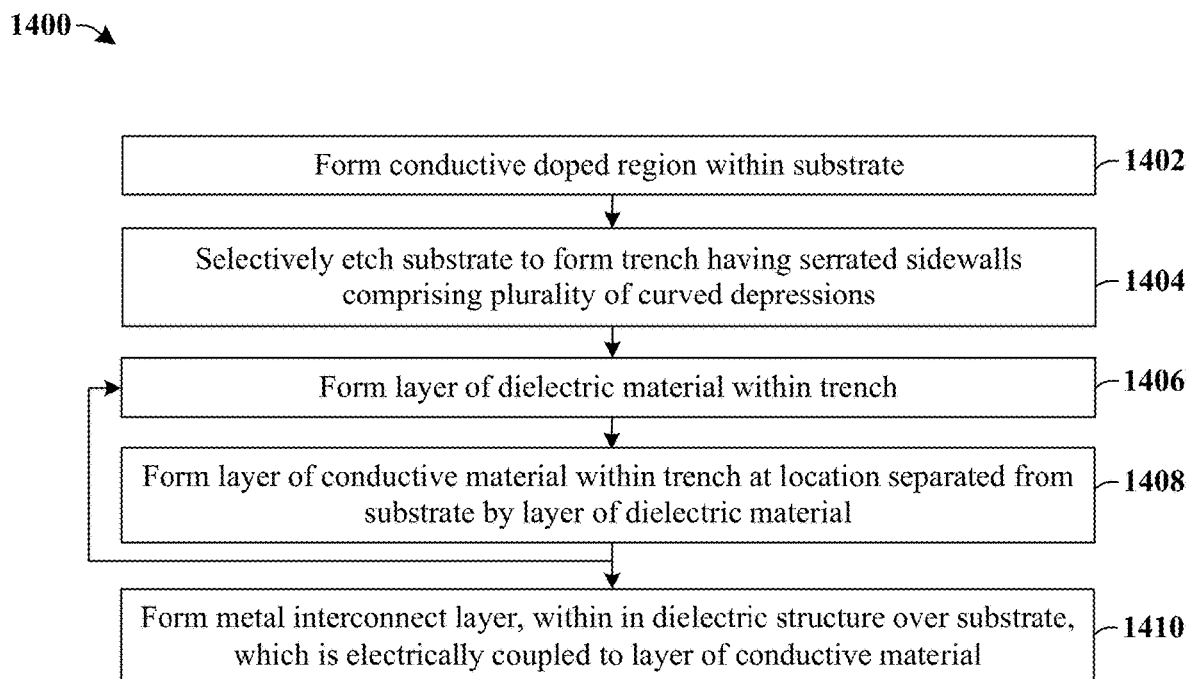 1400
Form conductive doped region within substrate
1402
Selectively etch substrate to form trench having serrated sidewalls
comprising plurality of curved depressions
1404
Form layer of dielectric material within trench
1406
Form layer of conductive material within trench at location separated from
substrate by layer of dielectric material
1408
Form metal interconnect layer, within in dielectric structure over substrate,
which is electrically coupled to layer of conductive material
1410